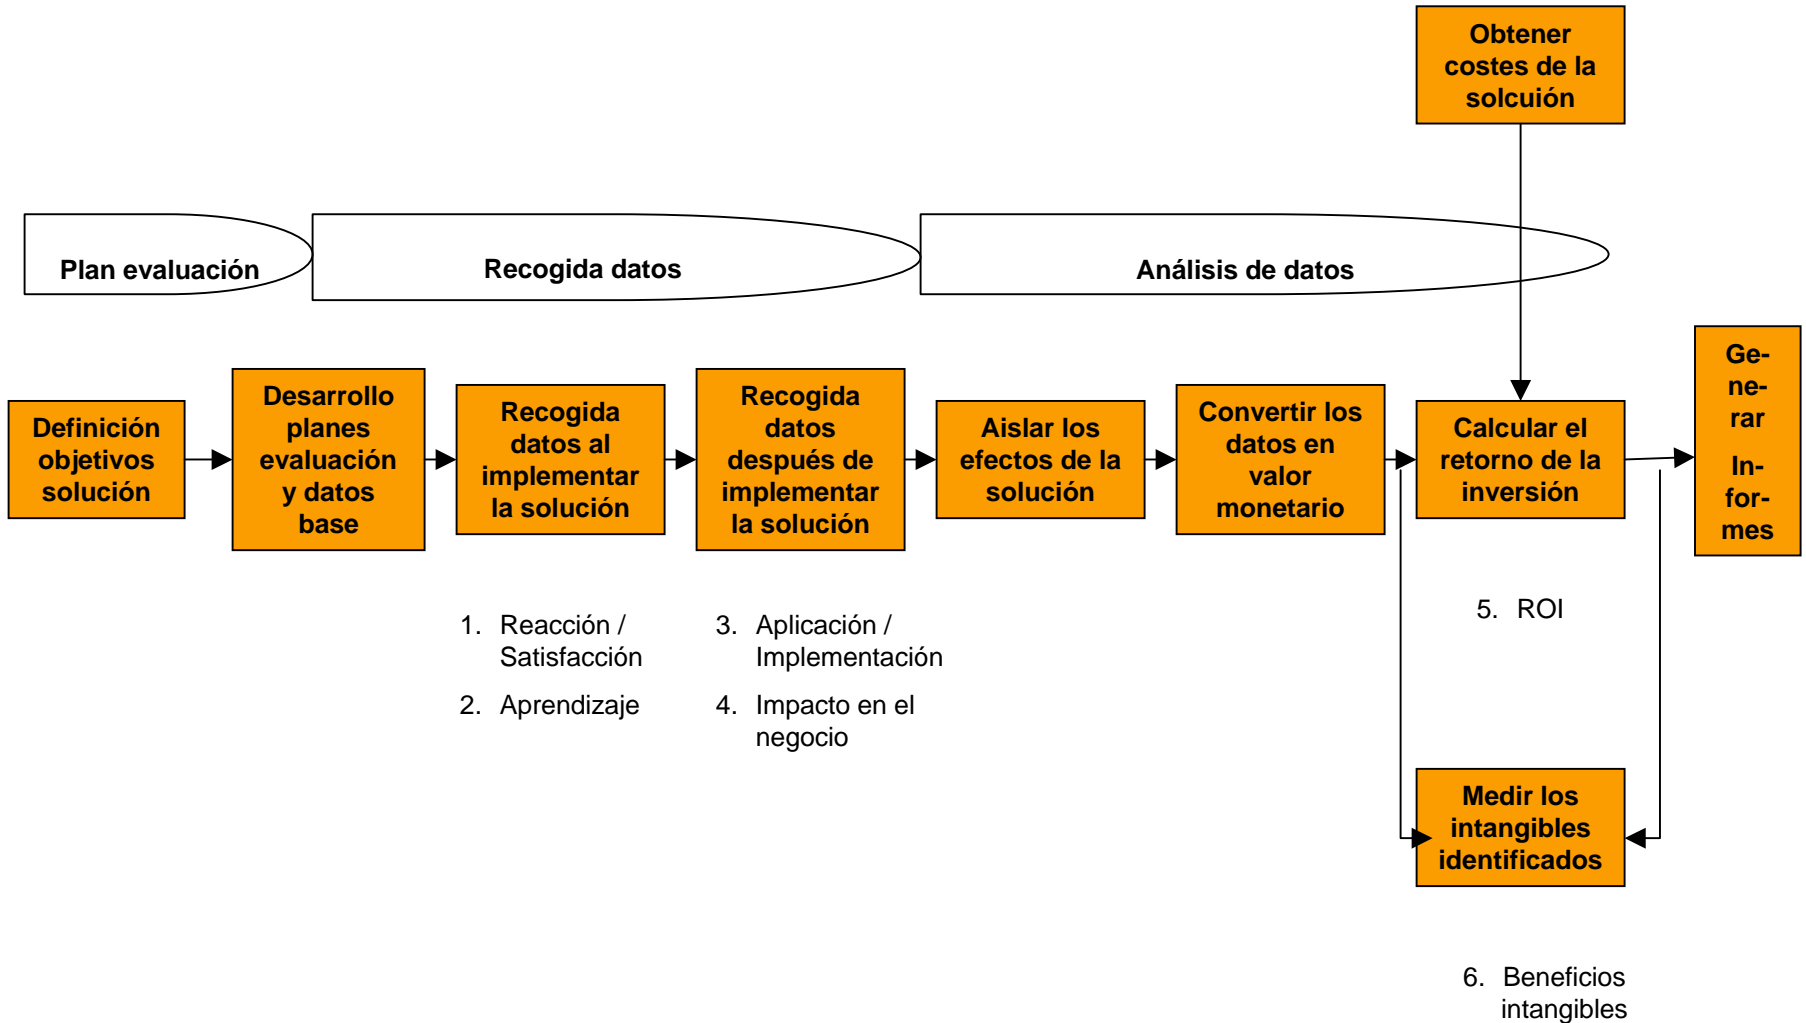 Obtener
costes de la
solcuión
Plan evaluación
Recogida datos
Análisis de datos
Definición
objetivos
solución
Desarrollo
planes
evaluación
y datos
base
Recogida
datos al
implementar
la solución
Recogida
datos
después de
implementar
la solución
Aislar los
efectos de la
solución
Convertir los
datos en
valor
monetario
Calcular el
retorno de la
inversión
Ge-
ne-
rar
In-
for-
mes
1. Reacción /
Satisfacción
2. Aprendizaje
3. Aplicación /
Implementación
4. Impacto en el
negocio
5. ROI
Medir los
intangibles
identificados
6. Beneficios
intangibles